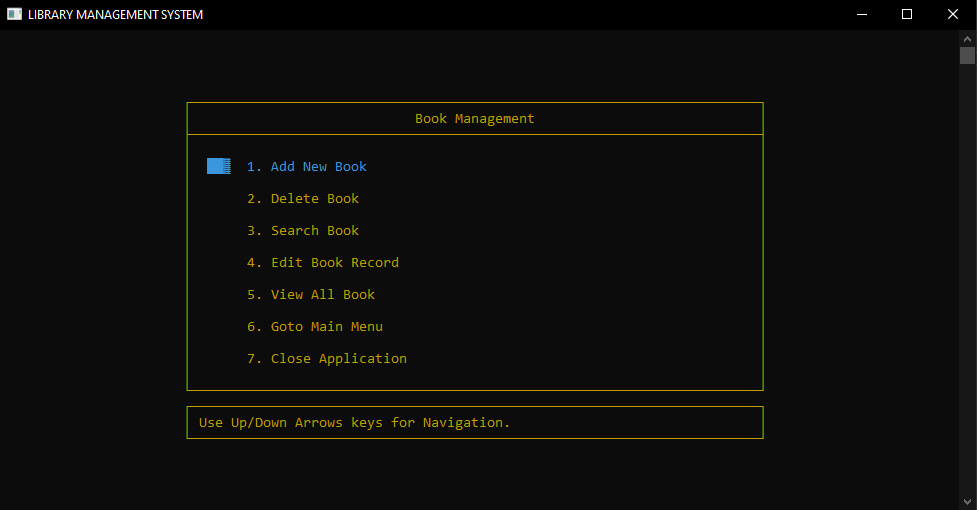 LIBRARY MANAGEMENT SYSTEM
Book Management
1. Add New Book
2. Delete Book
3. Search Book
4. Edit Book Record
5. View All Book
6. Goto Main Menu
7. Close Application
Use Up/Down Arrows keys for Navigation.